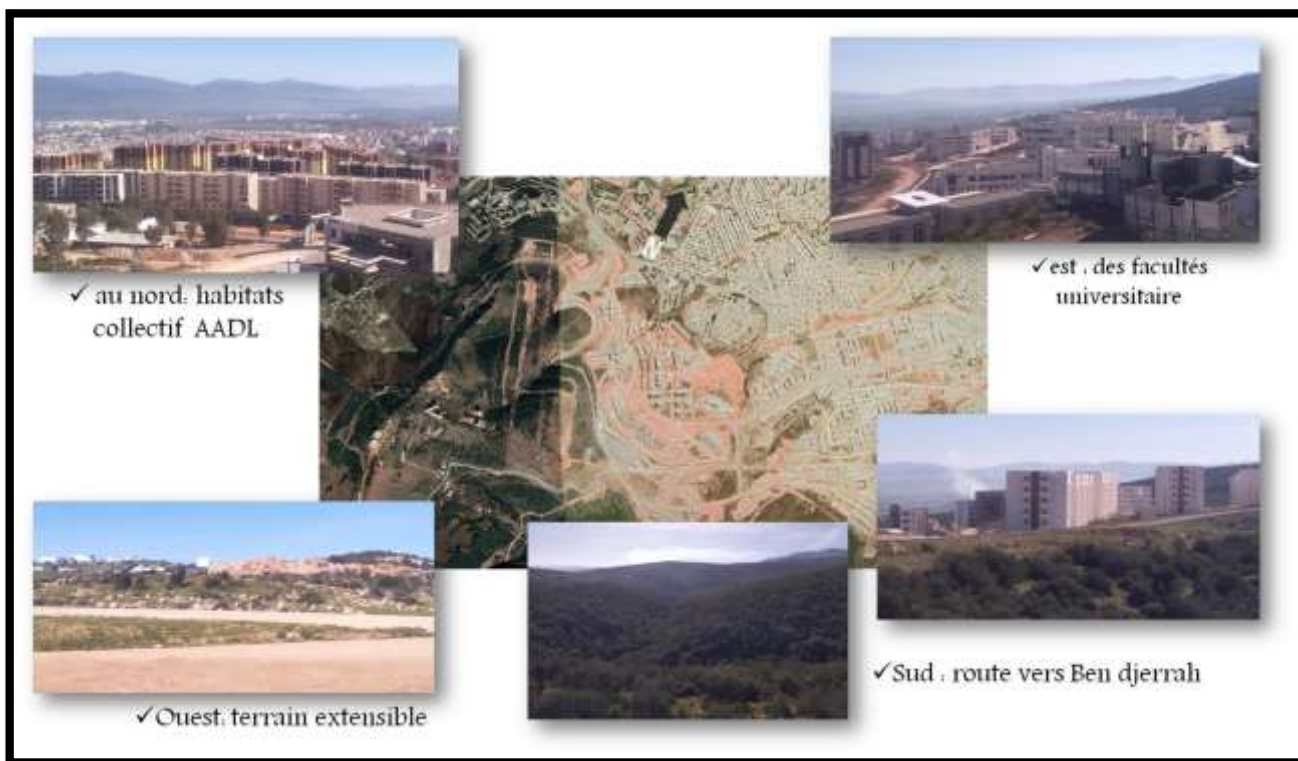 ✓ au nord: habitats
collectif AADL
✓est : des facultés
universitaire
N
✓Sud : route vers Ben djerrah
✓Ouest: terrain extensible